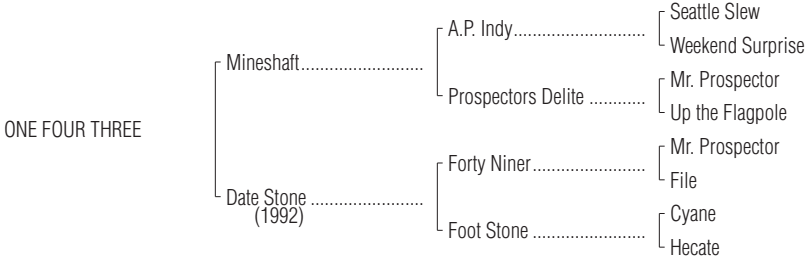 Seattle Slew
A.P. Indy............................
Weekend Surprise
Mineshaft..........................
Mr. Prospector
Prospectors Delite ............
Up the Flagpole
ONE FOUR THREE
Mr. Prospector
Forty Niner........................
File
Date Stone ........................
(1992)
Cyane
Foot Stone ........................
Hecate